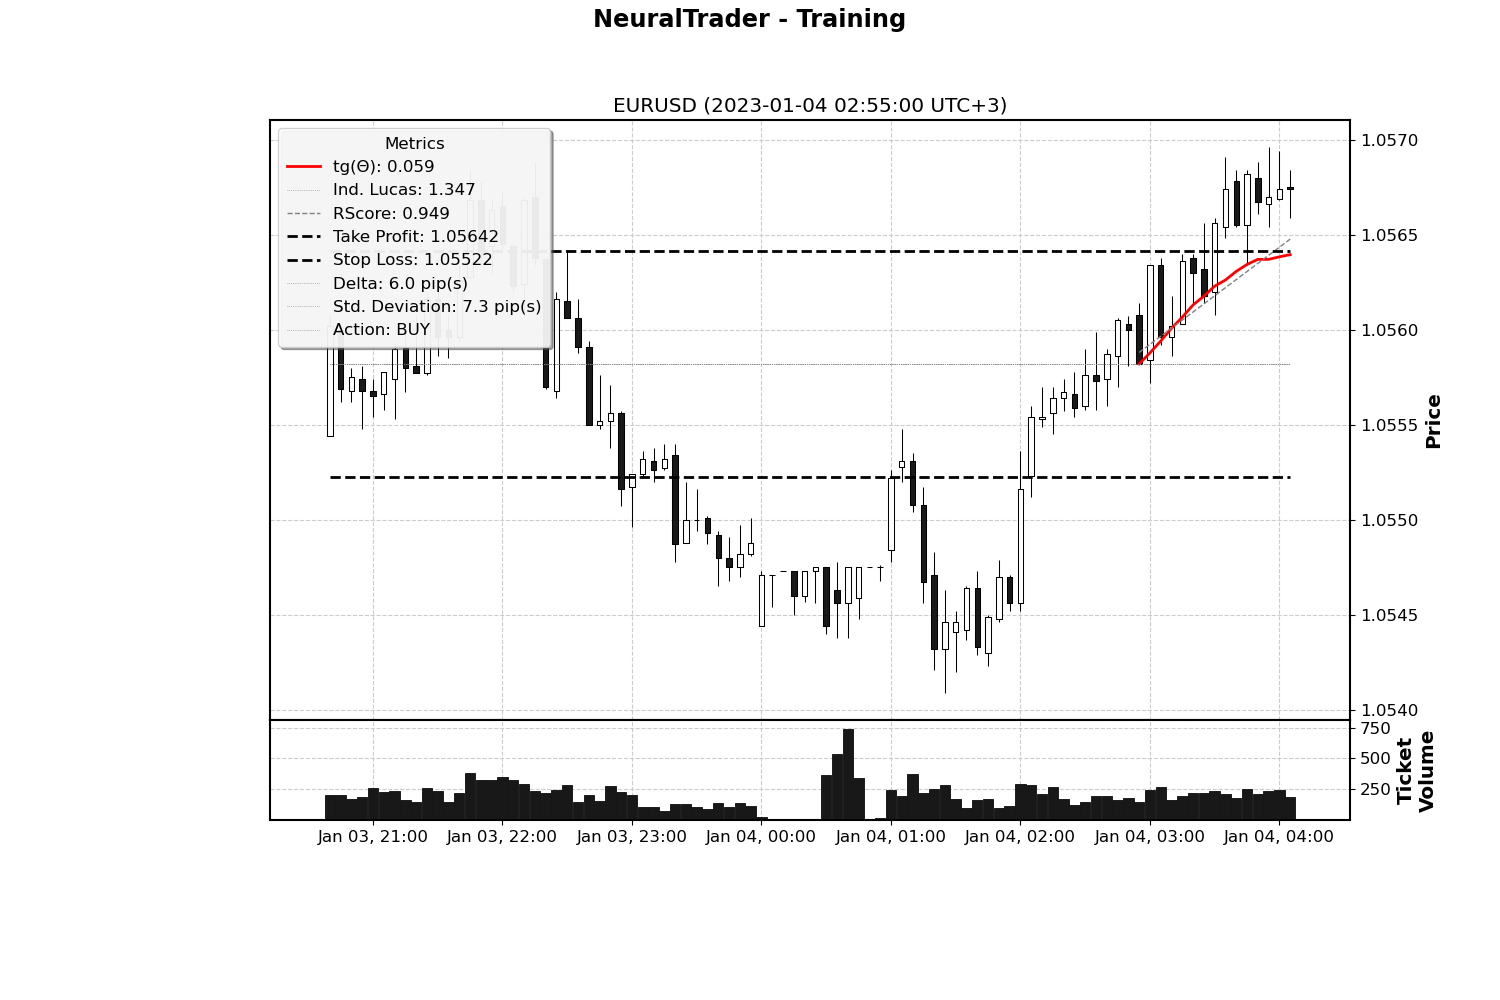 NeuralTrader - Training
EURUSD (2023-01-04 02:55:00 UTC+3)
Metrics
tg(Θ): 0.059
Ind. Lucas: 1.347
RScore: 0.949
Take Profit: 1.05642
Stop Loss: 1.05522
Delta: 6.0 pip(s)
Std. Deviation: 7.3 pip(s)
Action: BUY
1.0570
1.0565
1.0560
1.0555
1.0550
1.0545
1.0540
Price
750
500
250
Ticket
Volume
Jan 03, 21:00
Jan 03, 22:00
Jan 03, 23:00
Jan 04, 00:00
Jan 04, 01:00
Jan 04, 02:00
Jan 04, 03:00
Jan 04, 04:00